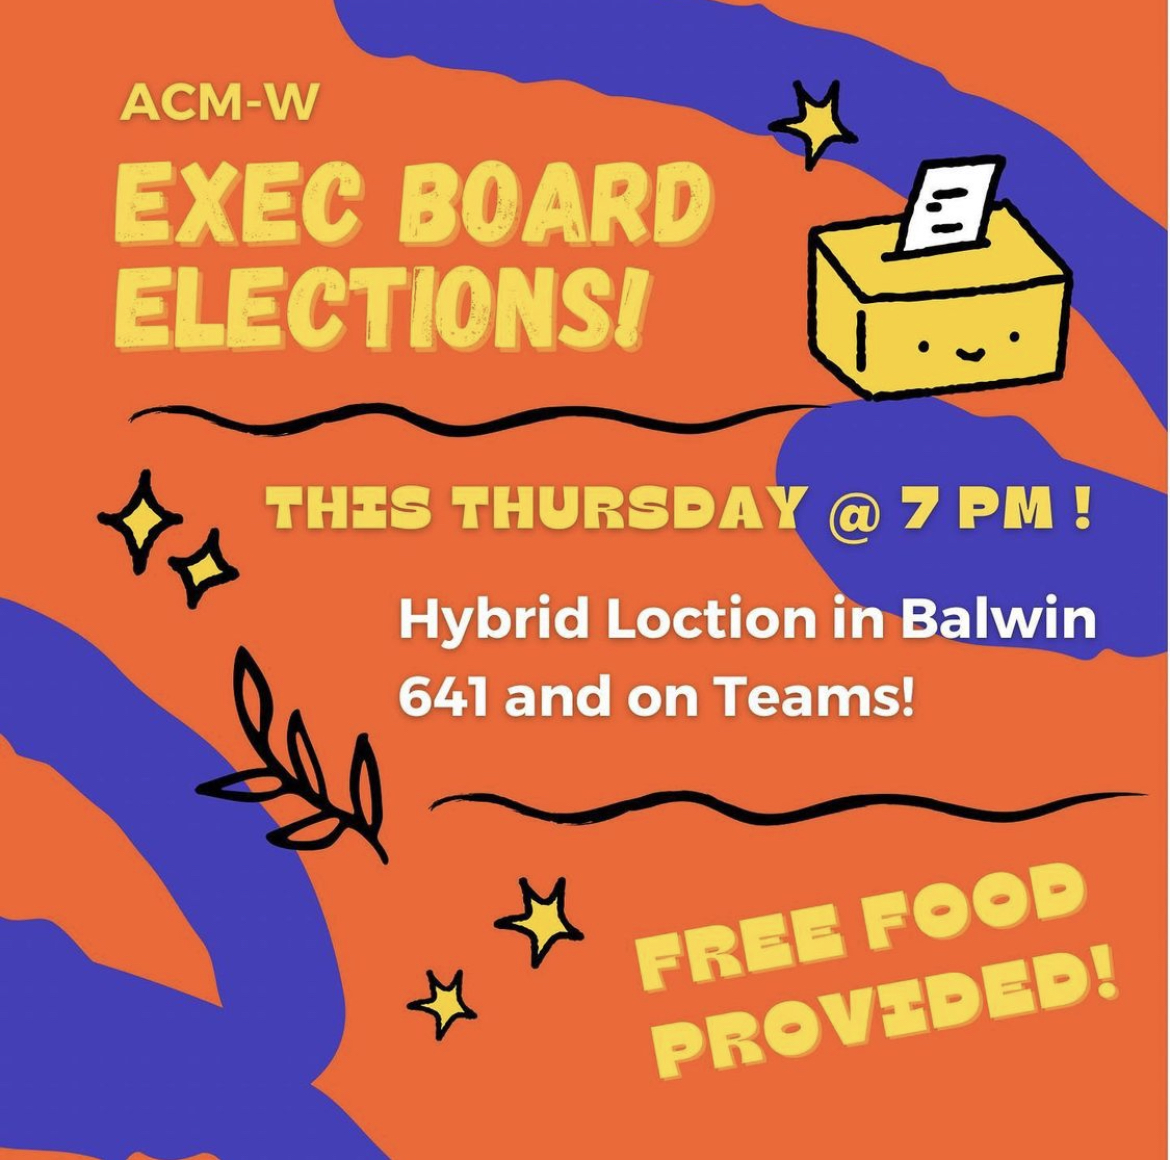 ACM-W
EXEC BOARD
ELECTIONS!
THIS THURSDAY @ 7 PM !
Hybrid Loction in Balwin
641 and on Teams!
FREE FOOD
PROVIDED!